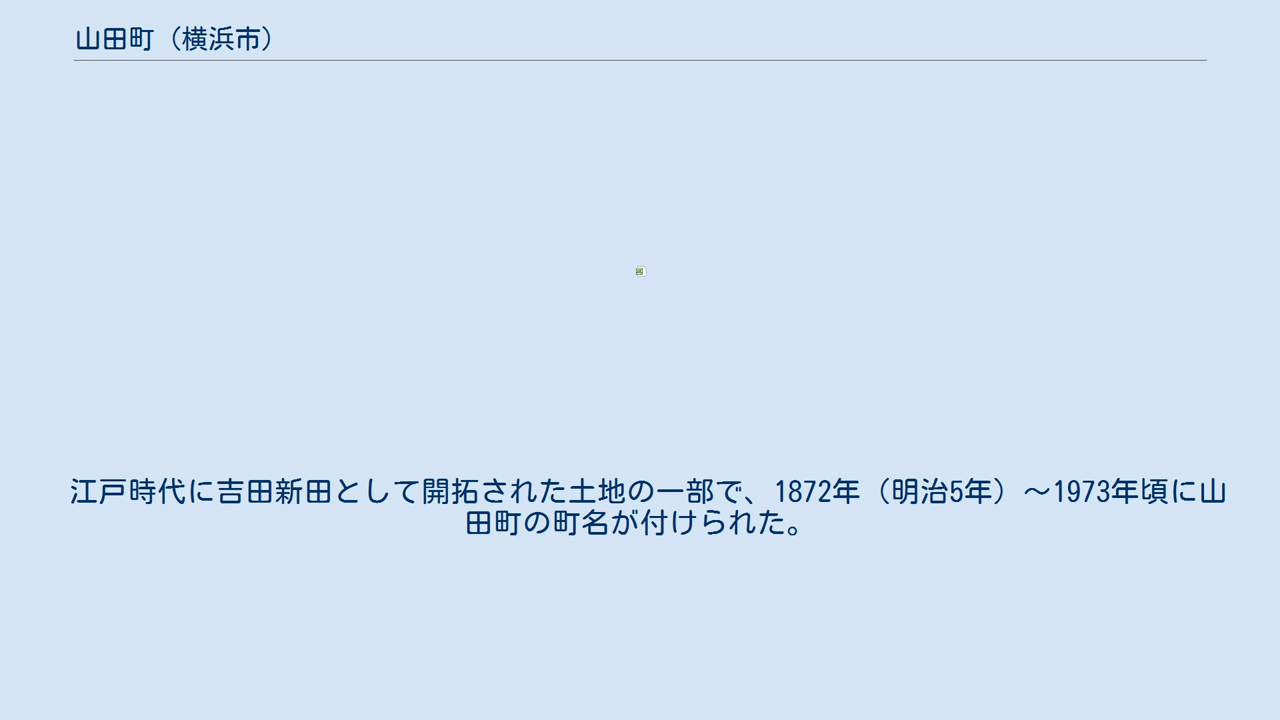 山田町（横浜市）
江戸時代に吉田新田として開拓された土地の一部で、1872年（明治5年）～1973年頃に山
田町の町名が付けられた。